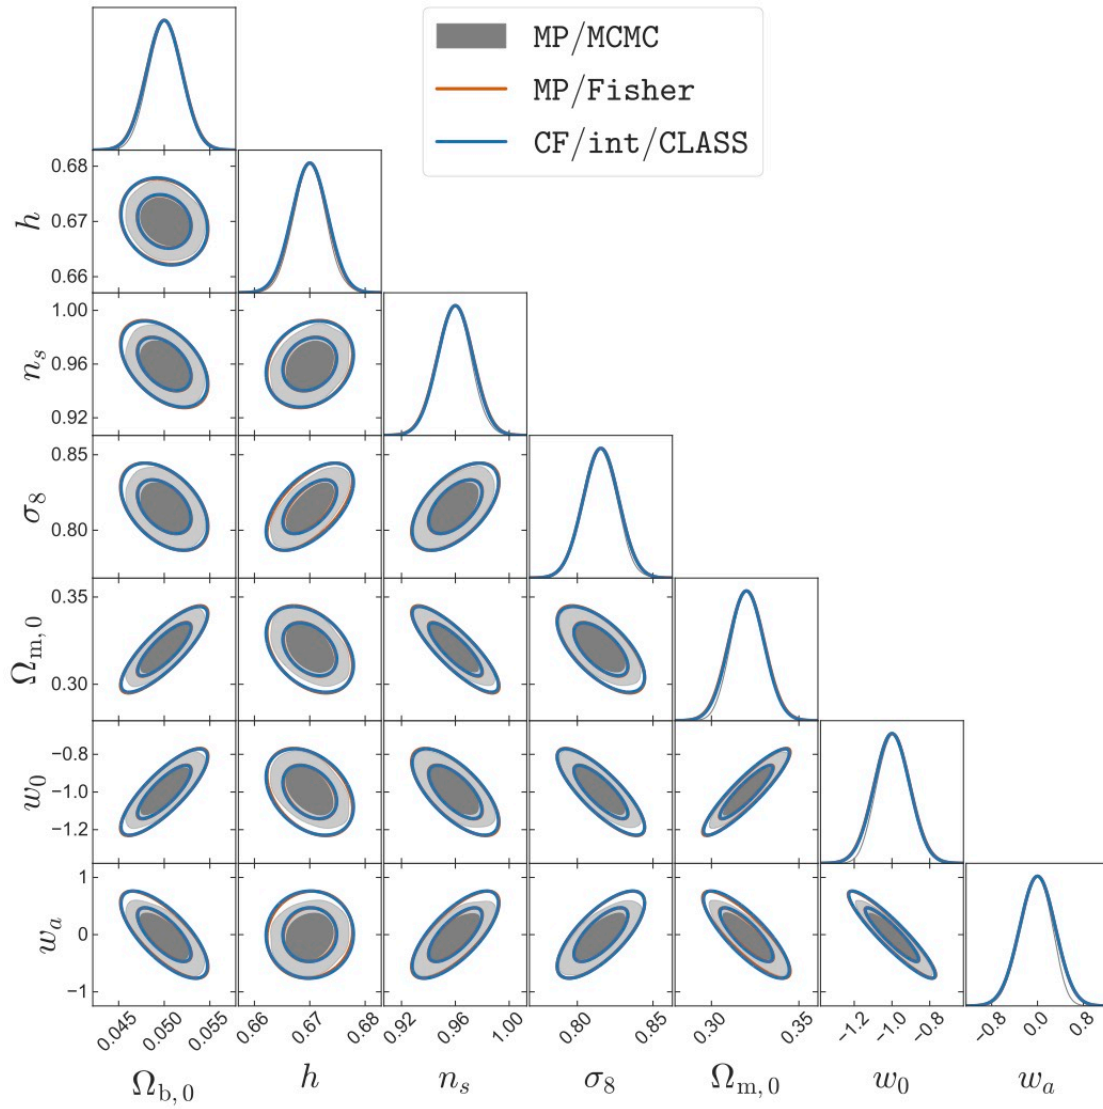 MP/MCMC
MP/Fisher
CF/int/CLASS
0.68
0.67
0.66
h
1.00
0.96
0.92
n_s
0.85
0.80
σ_8
0.35
0.30
Ω_m,0
−0.8
−1.0
−1.2
w_0
1
0
−1
w_a
0.045 0.050 0.055 0.66 0.67 0.68 0.92 0.96 1.00 0.80 0.85 0.30 0.35 −1.2 −1.0 −0.8 −0.8 0.0 0.8
Ω_b,0 h n_s σ_8 Ω_m,0 w_0 w_a